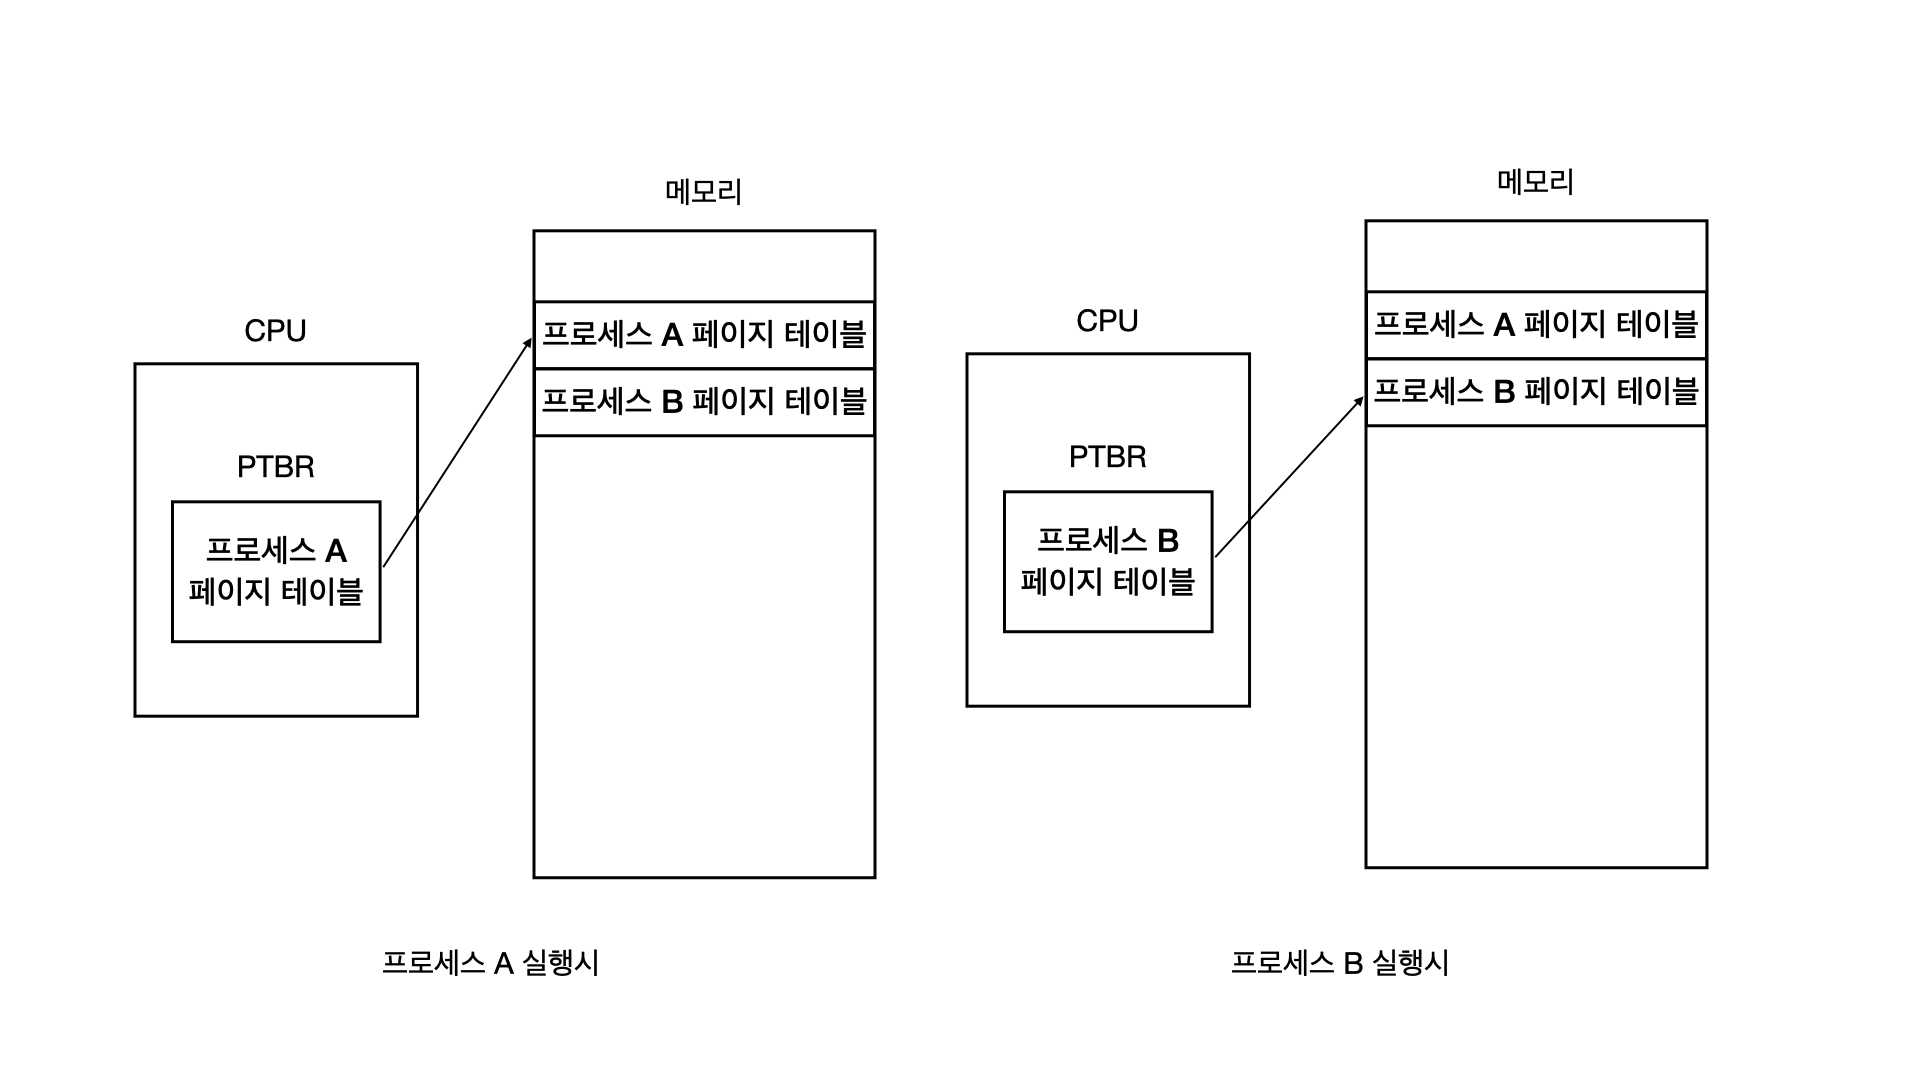 메모리
CPU
프로세스 A 페이지 테이블
프로세스 B 페이지 테이블
PTBR
프로세스 A
페이지 테이블
프로세스 A 실행시
메모리
CPU
프로세스 A 페이지 테이블
프로세스 B 페이지 테이블
PTBR
프로세스 B
페이지 테이블
프로세스 B 실행시